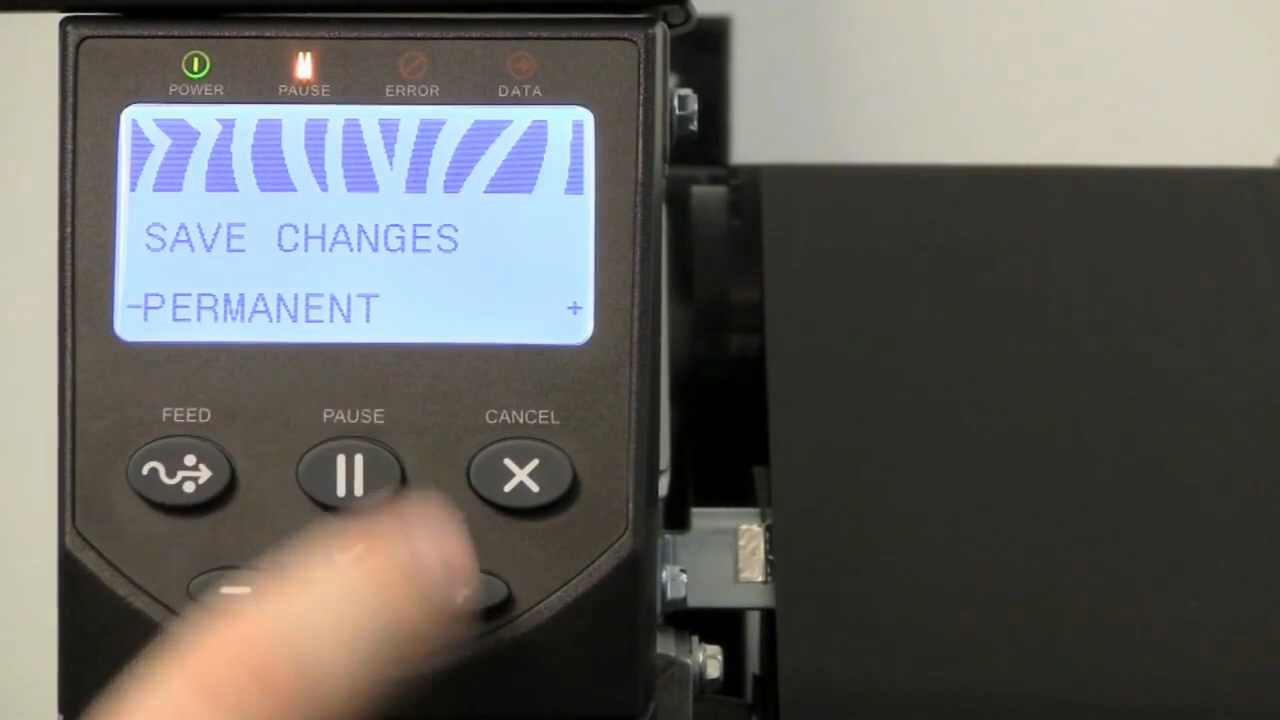 POWER PAUSE ERROR DATA
SAVE CHANGES
-PERMANENT +
FEED PAUSE CANCEL